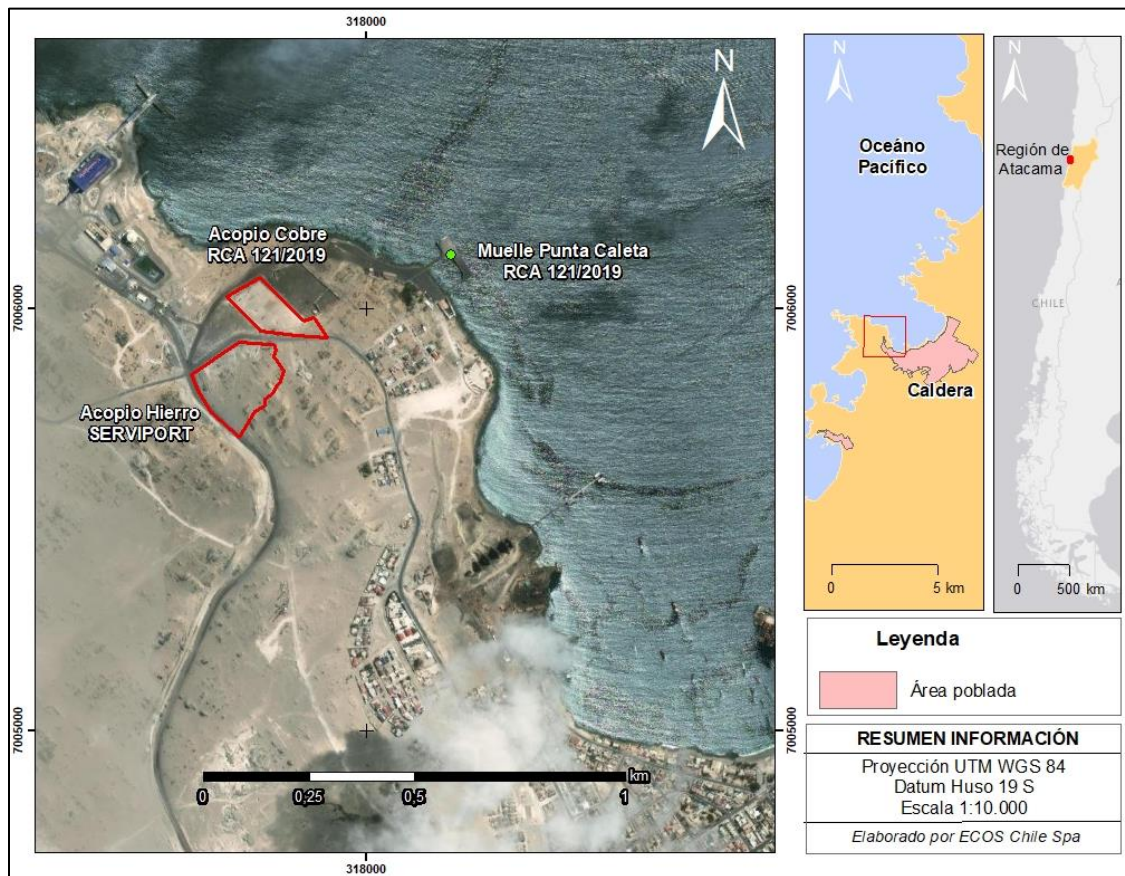 318000
7006000
7005000
N
Acopio Cobre
RCA 121/2019
Muelle Punta Caleta
RCA 121/2019
Acopio Hierro
SERVIPORT
km
0
0,25
0,5
1
318000
7006000
7005000
N
Oceáno
Pacífico
Caldera
0
5 km
N
Región de
Atacama
CHILE
A
0
500 km
Leyenda
Área poblada
RESUMEN INFORMACIÓN
Proyección UTM WGS 84
Datum Huso 19 S
Escala 1:10.000
Elaborado por ECOS Chile Spa